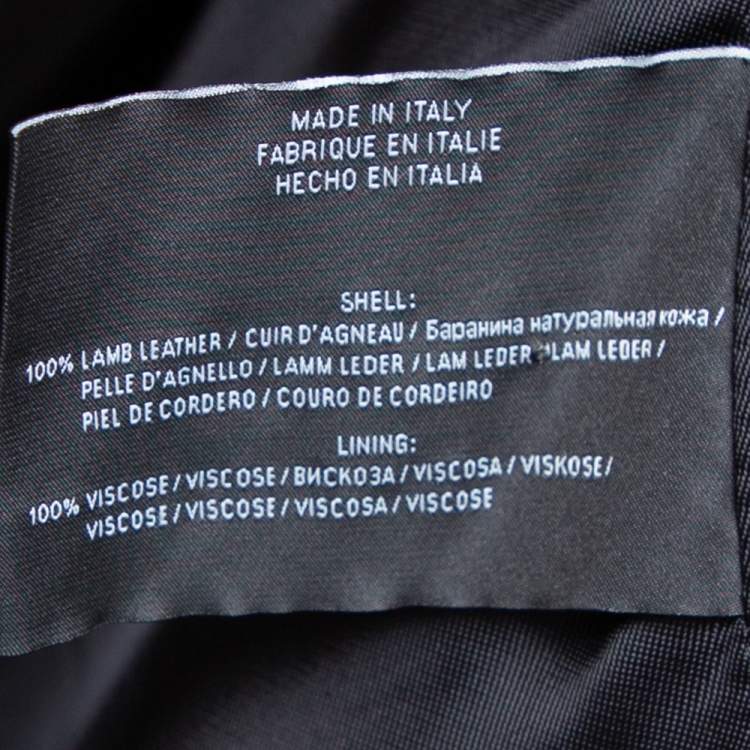 MADE IN ITALY
FABRIQUE EN ITALIE
HECHO EN ITALIA
SHELL:
100% LAMB LEATHER / CUIR D'AGNEAU / Баранина натуральная кожа /
PELLE D'AGNELLO / LAMM LEDER / LAM LEDER / LAM LEDER /
PIEL DE CORDERO / COURO DE CORDEIRO
LINING:
100% VISCOSE / VISCOSE / ВИСКОЗА / VISCOSA / VISKOSE /
VISCOSE / VISCOSE / VISCOSA / VISCOSE